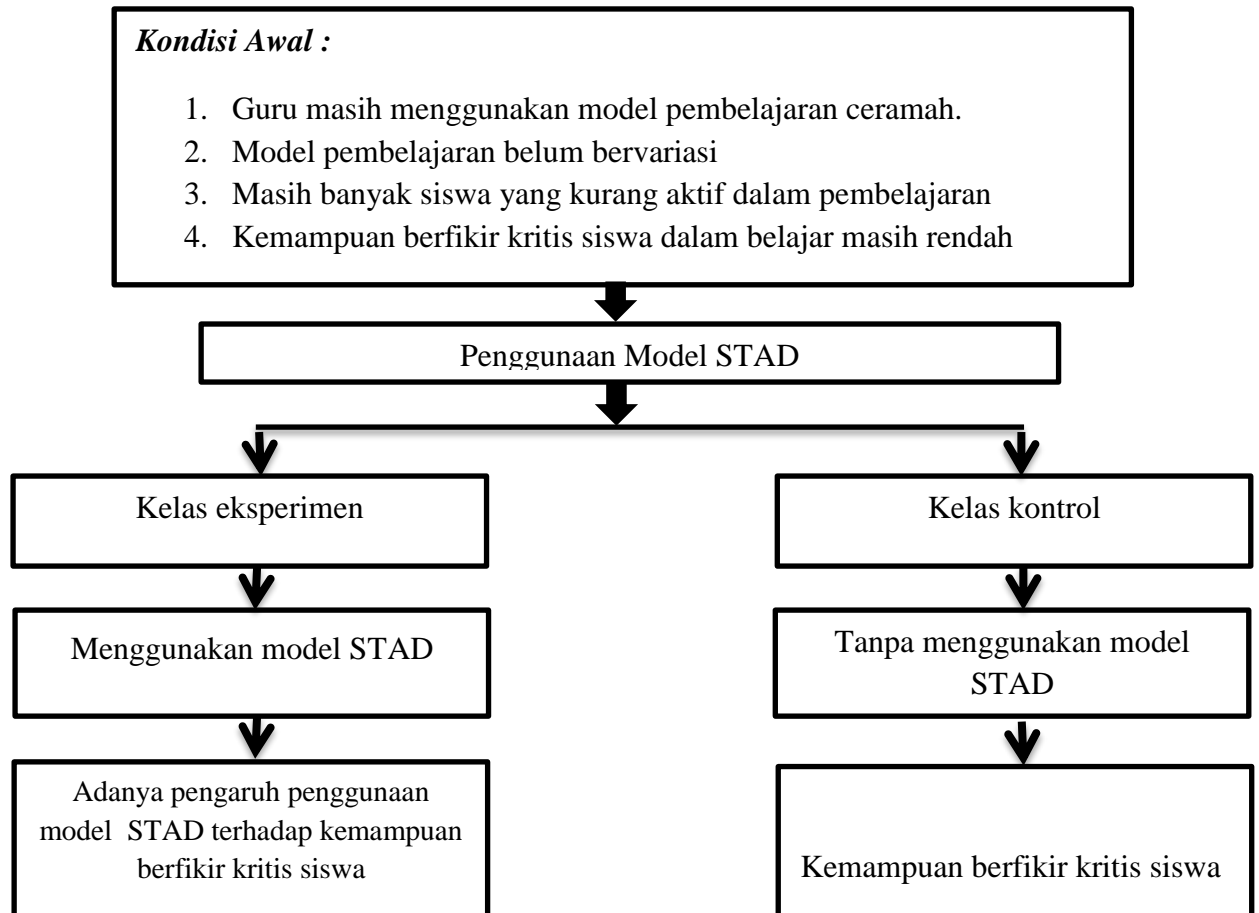 Kondisi Awal :
1. Guru masih menggunakan model pembelajaran ceramah.
2. Model pembelajaran belum bervariasi
3. Masih banyak siswa yang kurang aktif dalam pembelajaran
4. Kemampuan berfikir kritis siswa dalam belajar masih rendah
Penggunaan Model STAD
Kelas eksperimen
Kelas kontrol
Menggunakan model STAD
Tanpa menggunakan model
STAD
Adanya pengaruh penggunaan
model STAD terhadap kemampuan
berfikir kritis siswa
Kemampuan berfikir kritis siswa